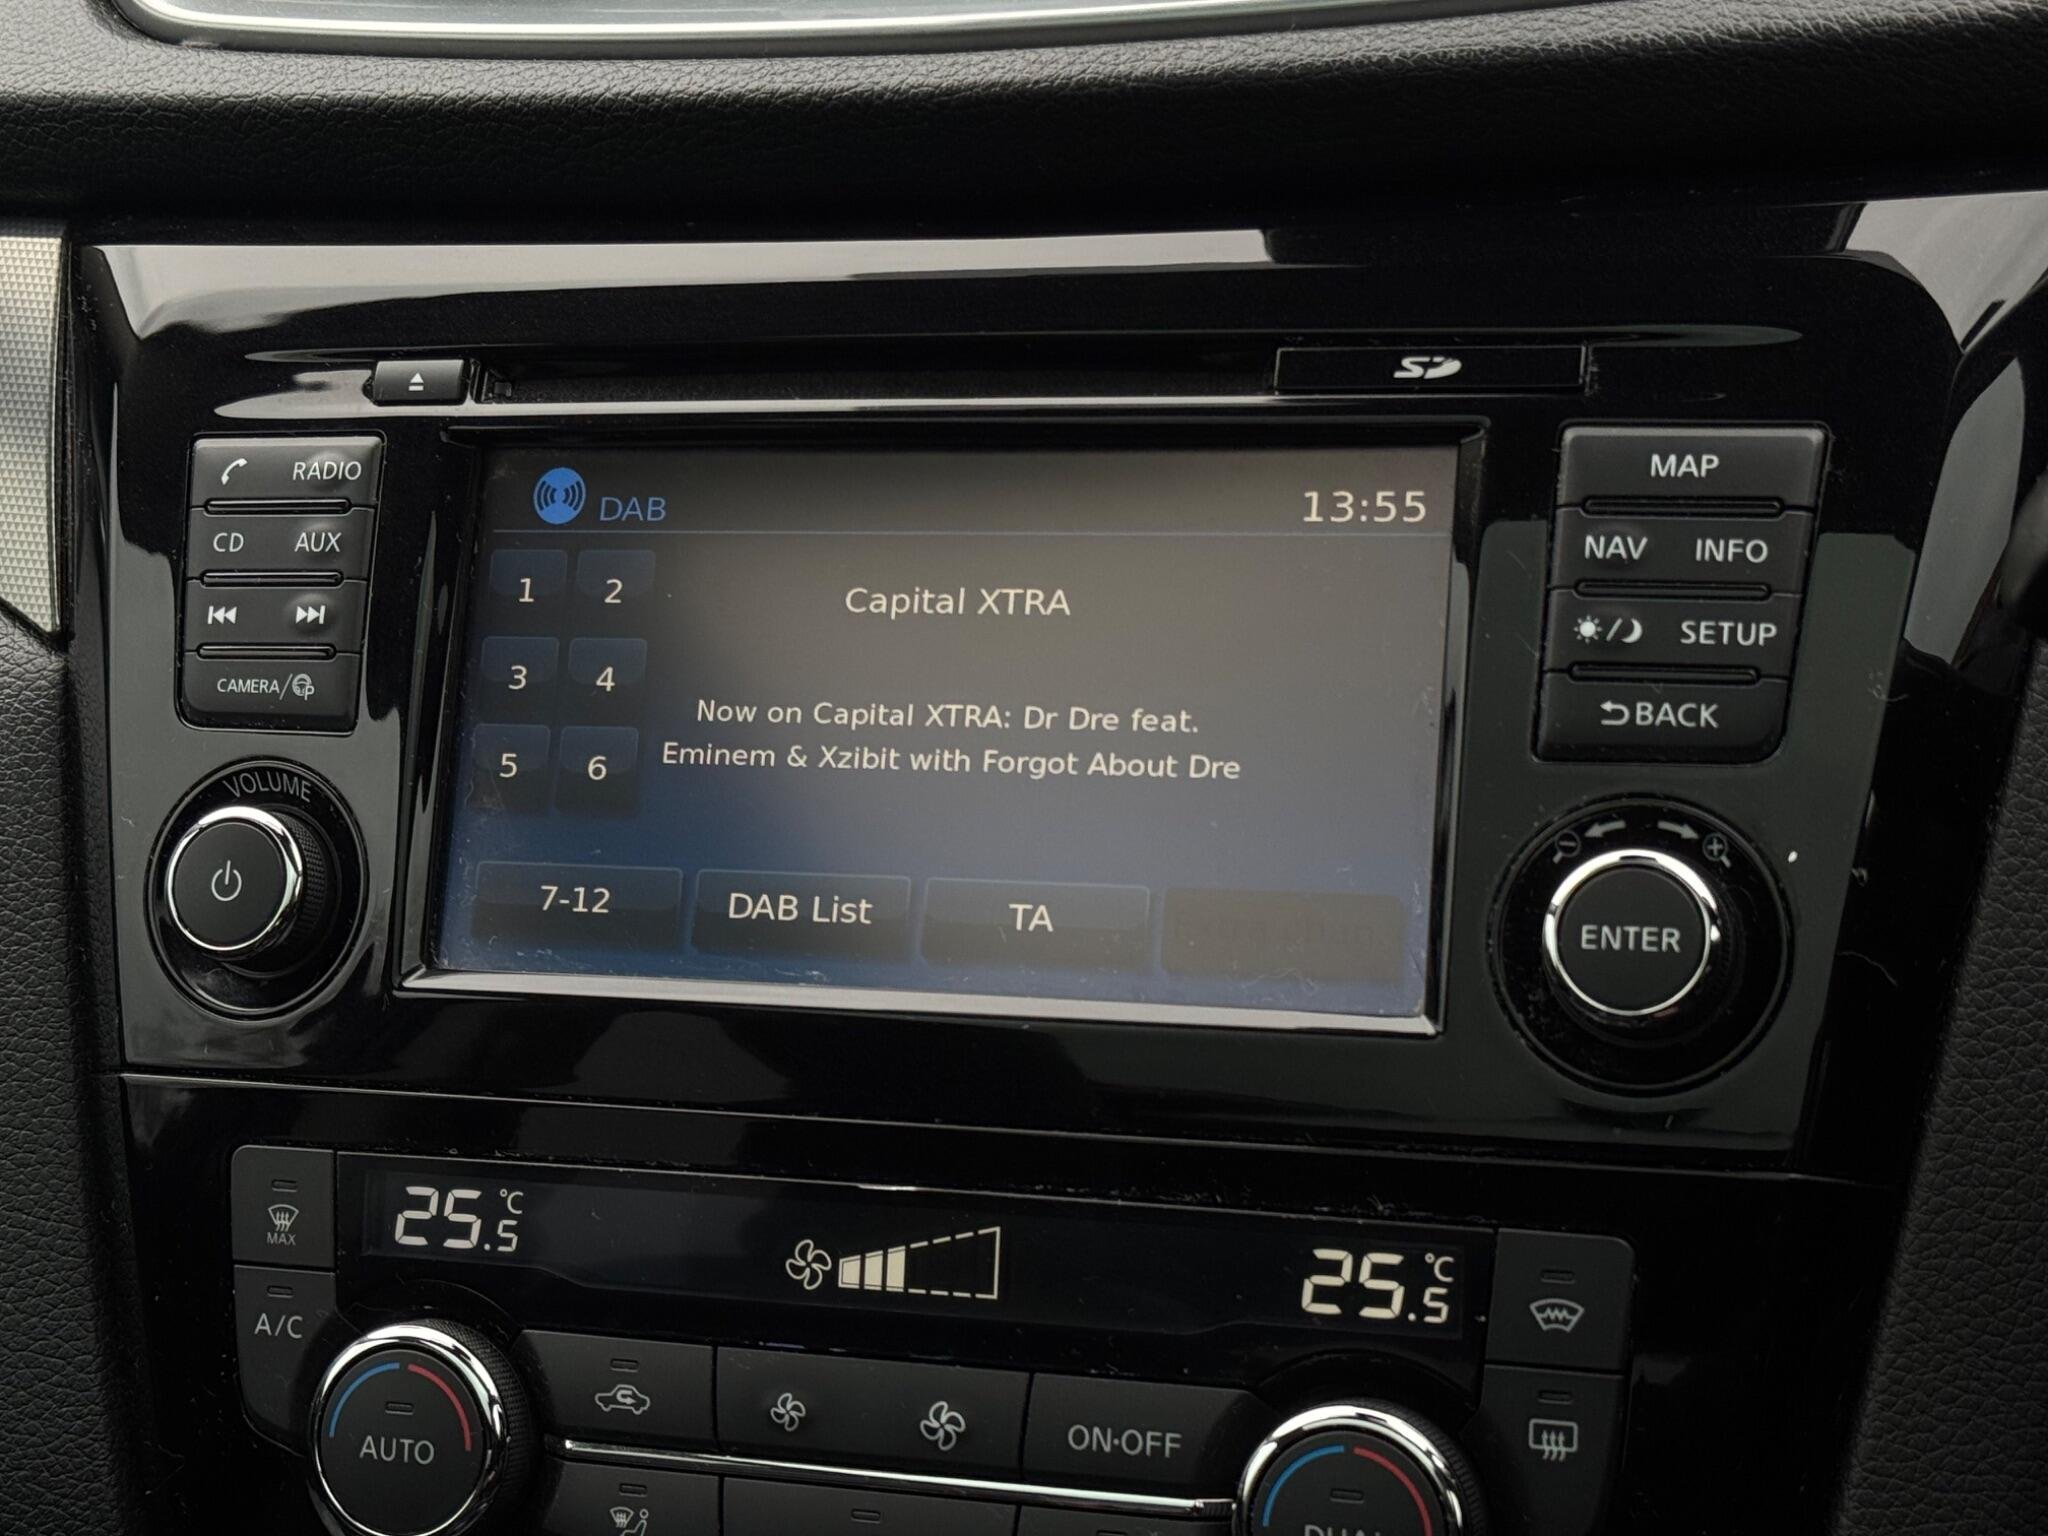 SD
RADIO
CD AUX
CAMERA/
VOLUME
DAB 13:55
1 2
Capital XTRA
3 4
Now on Capital XTRA: Dr Dre feat.
5 6
Eminem & Xzibit with Forgot About Dre
7-12 DAB List TA
MAP
NAV INFO
SETUP
BACK
ENTER
MAX
25.5 °C
25.5 °C
A/C
AUTO
ON·OFF
DUAL